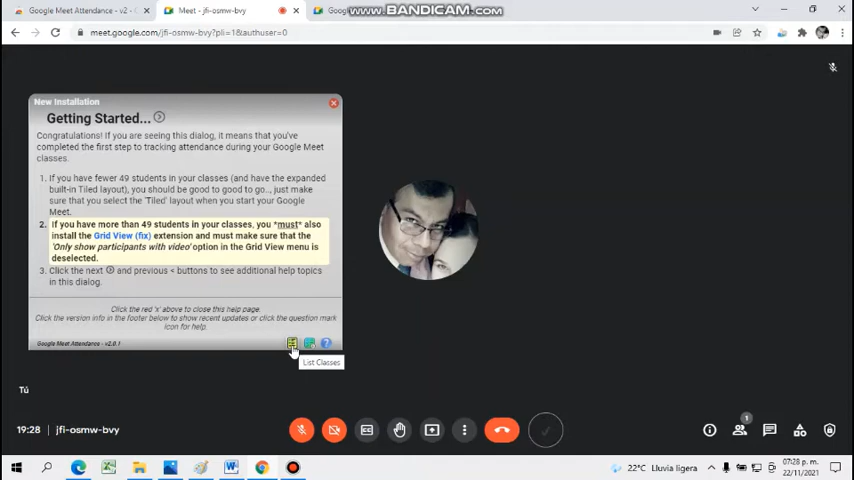 Google Meet Attendance - v2 -
Meet - jfi-osmw-bvy
Googl
www.BANDICAM.com
meet.google.com/jfi-osmw-bvy?pli=1&authuser=0
New Installation
Getting Started...
Congratulations! If you are seeing this dialog, it means that you've
completed the first step to tracking attendance during your Google Meet
classes.
1. If you have fewer 49 students in your classes (and have the expanded
built-in Tiled layout), you should be good to good to go.., just make
sure that you select the 'Tiled' layout when you start your Google
Meet.
2. If you have more than 49 students in your classes, you *must* also
install the Grid View (fix) extension and must make sure that the
'Only show participants with video' option in the Grid View menu is
deselected.
3. Click the next > and previous < buttons to see additional help topics
in this dialog.
Click the red 'x' above to close this help page.
Click the version info in the footer below to show recent updates or click the question mark
icon for help.
Google Meet Attendance - v2.0.1
List Classes
Tú
19:28 | jfi-osmw-bvy
1
22°C Lluvia ligera
07:28 p. m.
22/11/2021